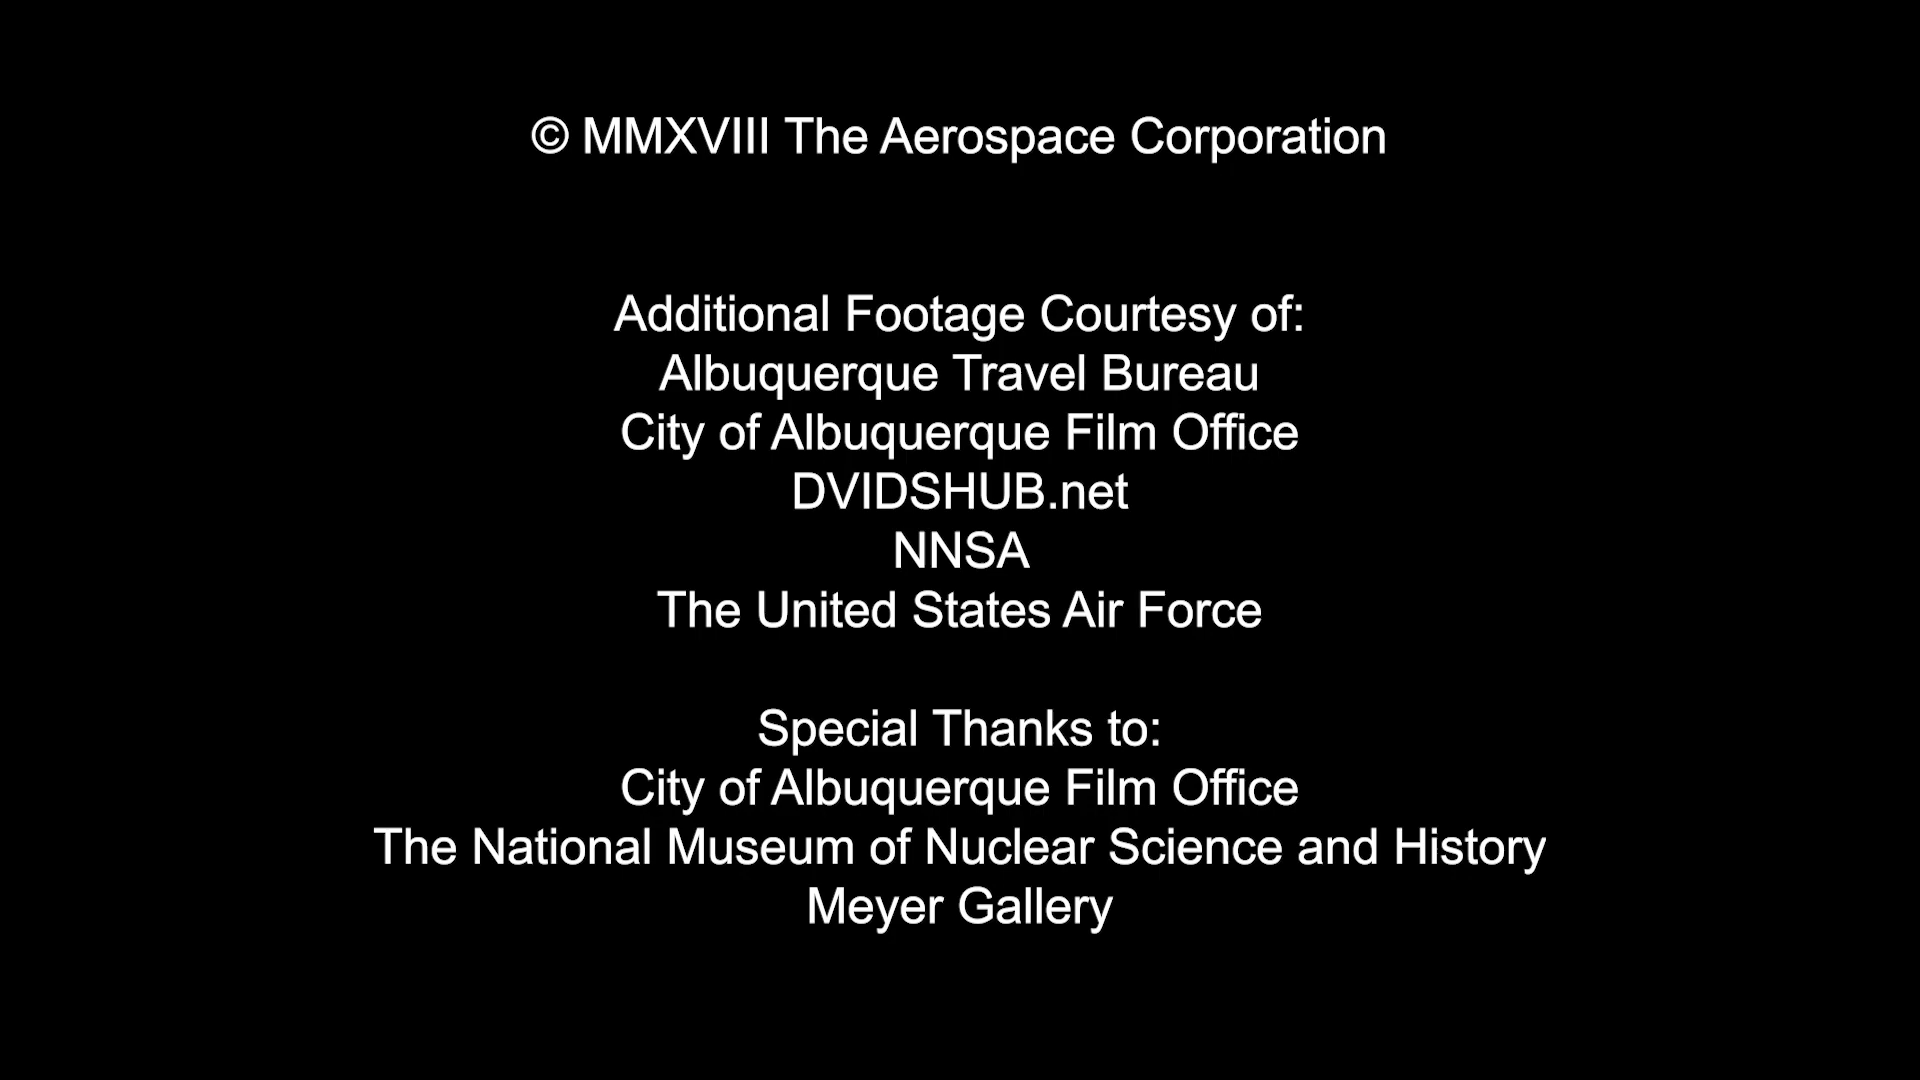 © MMXVIII The Aerospace Corporation
Additional Footage Courtesy of:
Albuquerque Travel Bureau
City of Albuquerque Film Office
DVIDSHUB.net
NNSA
The United States Air Force
Special Thanks to:
City of Albuquerque Film Office
The National Museum of Nuclear Science and History
Meyer Gallery